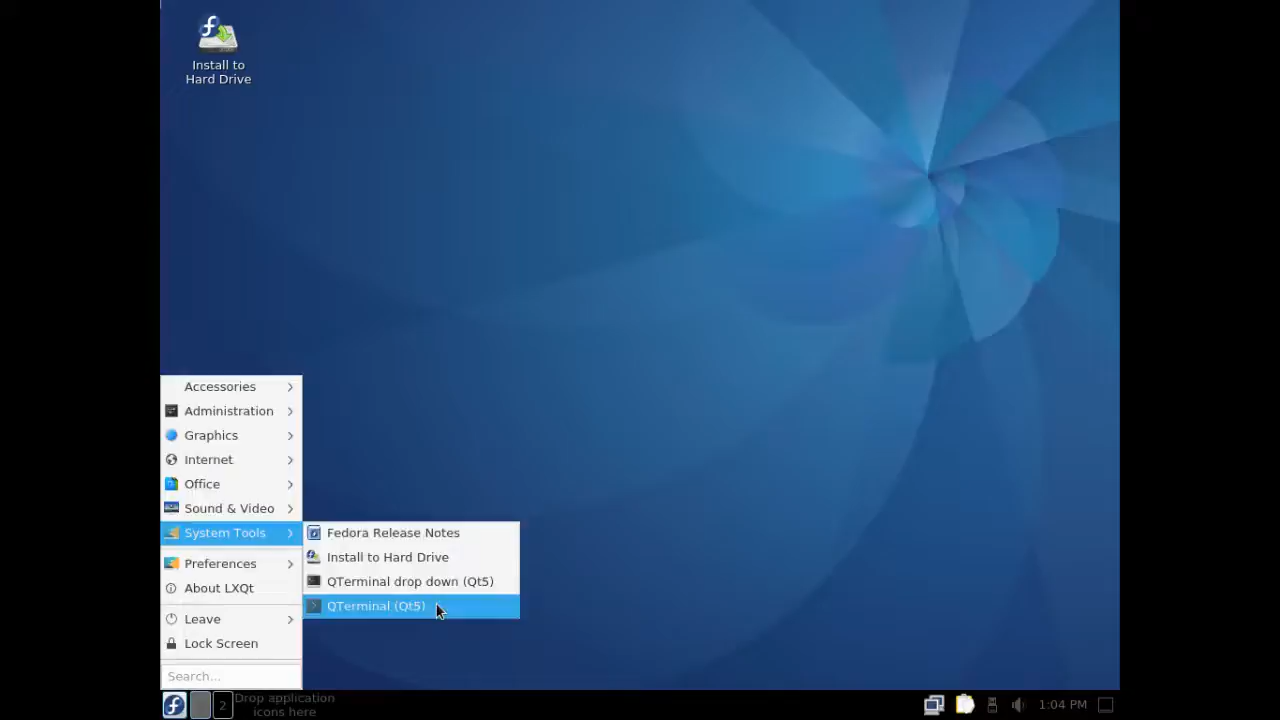 Install to
Hard Drive
Accessories
Administration
Graphics
Internet
Office
Sound & Video
System Tools
Fedora Release Notes
Install to Hard Drive
QTerminal drop down (Qt5)
QTerminal (Qt5)
Preferences
About LXQt
Leave
Lock Screen
Search...
2
Drop application
icons here
1:04 PM